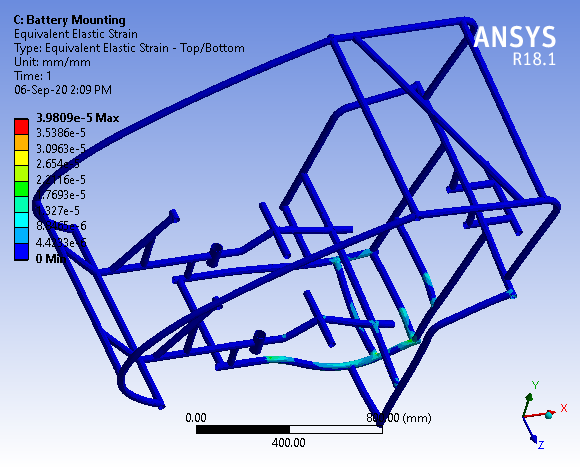 C: Battery Mounting
Equivalent Elastic Strain
Type: Equivalent Elastic Strain - Top/Bottom
Unit: mm/mm
Time: 1
06-Sep-20 2:09 PM
ANSYS
R18.1
3.9809e-5 Max
3.5386e-5
3.0963e-5
0 Min
0.00
(mm)
400.00
Y
X
Z